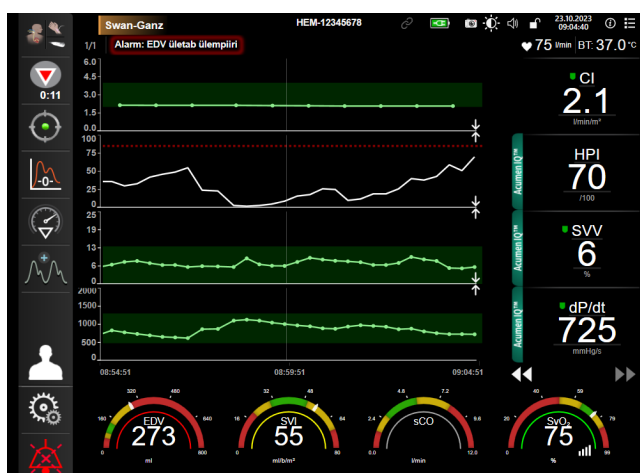 Swan-Ganz
HEM-12345678
23.10.2023
09:04:40
1/1
Alarm: EDV ületab ülempiiri
75 l/min
BT: 37.0 °C
0:11
-0-
6.0
4.5
3.0
1.5
0.0
CI
2.1
l/min/m²
100
75
50
25
0
Acumen IQ™
HPI
70
/100
25
19
13
6
0
Acumen IQ™
SVV
6
%
2000
1500
1000
500
0
Acumen IQ™
dP/dt
725
mmHg/s
08:54:51
08:59:51
09:04:51
160
320
480
640
0
800
EDV
273
ml
16
32
48
64
0
80
SVI
55
ml/b/m²
2.4
4.8
7.2
9.6
0.0
12.0
sCO
l/min
20
40
59
79
0
99
SvO₂
75
%